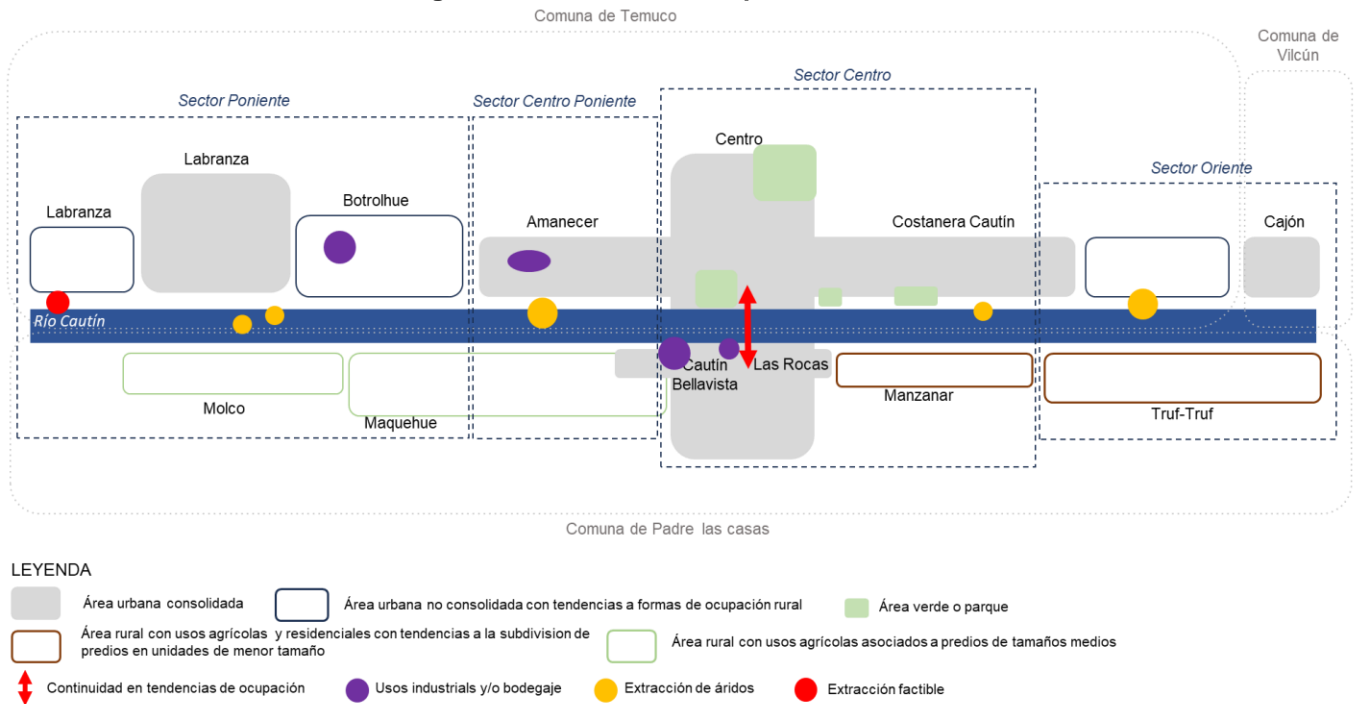 Comuna de Temuco
Comuna de
Vilcún
Sector Centro
Sector Poniente
Sector Centro Poniente
Centro
Labranza
Sector Oriente
Botrolhue
Labranza
Amanecer
Costanera Cautín
Cajón
Río Cautín
Cautín
Bellavista
Las Rocas
Manzanar
Molco
Maquehue
Truf-Truf
Comuna de Padre las casas
LEYENDA
Área urbana consolidada
Área urbana no consolidada con tendencias a formas de ocupación rural
Área verde o parque
Área rural con usos agrícolas y residenciales con tendencias a la subdivision de
predios en unidades de menor tamaño
Área rural con usos agrícolas asociados a predios de tamaños medios
Continuidad en tendencias de ocupación
Usos industrials y/o bodegaje
Extracción de áridos
Extracción factible